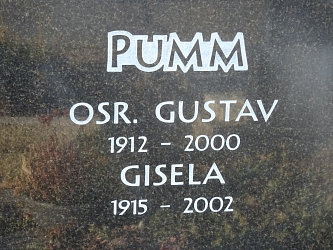 PUMM
OSR. GUSTAV
1912 – 2000
GISELA
1915 – 2002